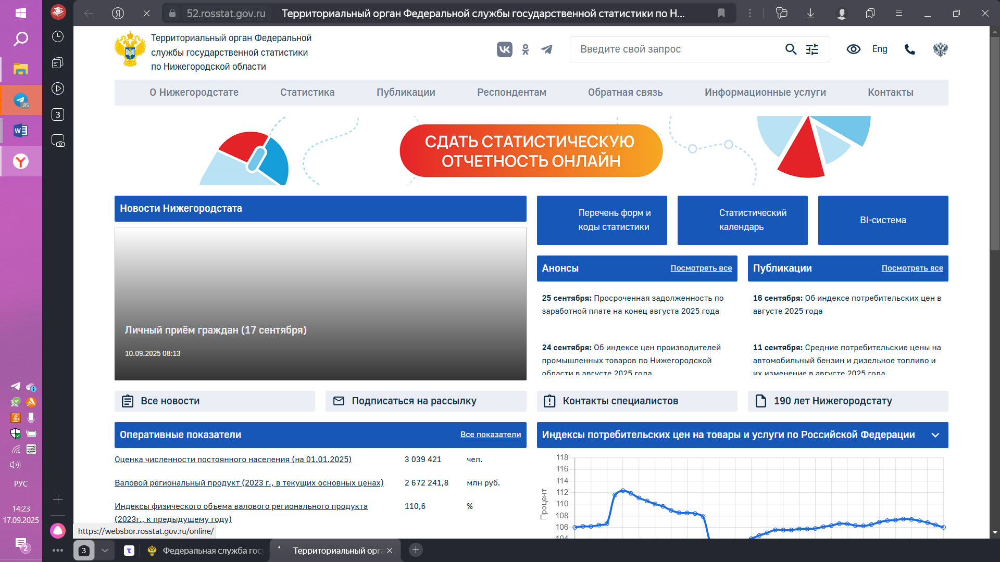 52.rosstat.gov.ru
Территориальный орган Федеральной службы государственной статистики по Н...
Территориальный орган Федеральной
службы государственной статистики
по Нижегородской области
Введите свой запрос
Eng
О Нижегородстате
Статистика
Публикации
Респондентам
Обратная связь
Информационные услуги
Контакты
СДАТЬ СТАТИСТИЧЕСКУЮ
ОТЧЕТНОСТЬ ОНЛАЙН
Новости Нижегородстата
Личный приём граждан (17 сентября)
10.09.2025 08:13
Перечень форм и
коды статистики
Статистический
календарь
BI-система
Анонсы
Посмотреть все
25 сентября: Просроченная задолженность по
заработной плате на конец августа 2025 года
24 сентября: Об индексе цен производителей
промышленных товаров по Нижегородской
области в августе 2025 года
Публикации
Посмотреть все
16 сентября: Об индексе потребительских цен в
августе 2025 года
11 сентября: Средние потребительские цены на
автомобильный бензин и дизельное топливо и
их изменение в августе 2025 года
Все новости
Подписаться на рассылку
Контакты специалистов
190 лет Нижегородстату
Оперативные показатели
Все показатели
Оценка численности постоянного населения (на 01.01.2025) 3 039 421 чел.
Валовой региональный продукт (2023 г., в текущих основных ценах) 2 672 241,8 млн руб.
Индексы физического объема валового регионального продукта 110,6 %
(2023г., к предыдущему году)
Индексы потребительских цен на товары и услуги по Российской Федерации
Процент
118
116
114
112
110
108
106
104
https://websbor.rosstat.gov.ru/online/
3
Федеральная служба гос
Территориальный орга
3
..85
W
VK
Я
Y
РУС
14:23
17.09.2025
2